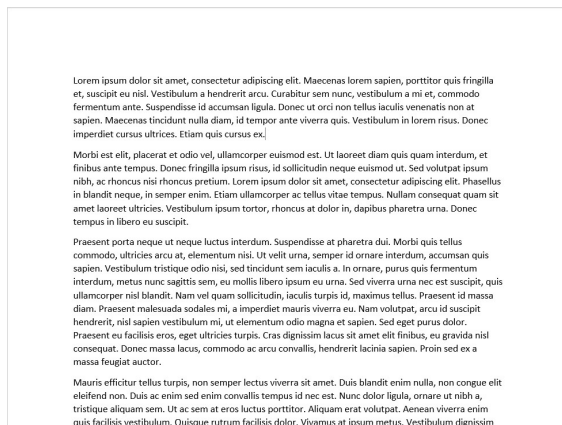 Lorem ipsum dolor sit amet, consectetur adipiscing elit. Maecenas lorem sapien, porttitor quis fringilla
et, suscipit eu nisl. Vestibulum a hendrerit arcu. Curabitur sem nunc, vestibulum a mi et, commodo
fermentum ante. Suspendisse id accumsan ligula. Donec ut orci non tellus iaculis venenatis non at
sapien. Maecenas tincidunt nulla diam, id tempor ante viverra quis. Vestibulum in lorem risus. Donec
imperdiet cursus ultrices. Etiam quis cursus ex.
Morbi est elit, placerat et odio vel, ullamcorper euismod est. Ut laoreet diam quis quam interdum, et
finibus ante tempus. Donec fringilla ipsum risus, id sollicitudin neque euismod ut. Sed volutpat ipsum
nibh, ac rhoncus nisi rhoncus pretium. Lorem ipsum dolor sit amet, consectetur adipiscing elit. Phasellus
in blandit neque, in semper enim. Etiam ullamcorper ac tellus vitae tempus. Nullam consequat quam sit
amet laoreet ultricies. Vestibulum ipsum tortor, rhoncus at dolor in, dapibus pharetra urna. Donec
tempus in libero eu suscipit.
Praesent porta neque ut neque luctus interdum. Suspendisse at pharetra dui. Morbi quis tellus
commodo, ultricies arcu at, elementum nisi. Ut velit urna, semper id ornare interdum, accumsan quis
sapien. Vestibulum tristique odio nisi, sed tincidunt sem iaculis a. In ornare, purus quis fermentum
interdum, metus nunc sagittis sem, eu mollis libero ipsum eu urna. Sed viverra urna nec est suscipit, quis
ullamcorper nisl blandit. Nam vel quam sollicitudin, iaculis turpis id, maximus tellus. Praesent id massa
diam. Praesent malesuada sodales mi, a imperdiet mauris viverra eu. Nam volutpat, arcu id suscipit
hendrerit, nisl sapien vestibulum mi, ut elementum odio magna et sapien. Sed eget purus dolor.
Praesent eu facilisis eros, eget ultricies turpis. Cras dignissim lacus sit amet elit finibus, eu gravida nisl
consequat. Donec massa lacus, commodo ac arcu convallis, hendrerit lacinia sapien. Proin sed ex a
massa feugiat auctor.
Mauris efficitur tellus turpis, non semper lectus viverra sit amet. Duis blandit enim nulla, non congue elit
eleifend non. Duis ac enim sed enim convallis tempus id nec est. Nunc dolor ligula, ornare ut nibh a,
tristique aliquam sem. Ut ac sem at eros luctus porttitor. Aliquam erat volutpat. Aenean viverra enim
quis facilisis vestibulum. Quisque rutrum facilisis dolor. Vivamus at ipsum metus. Vestibulum dignissim